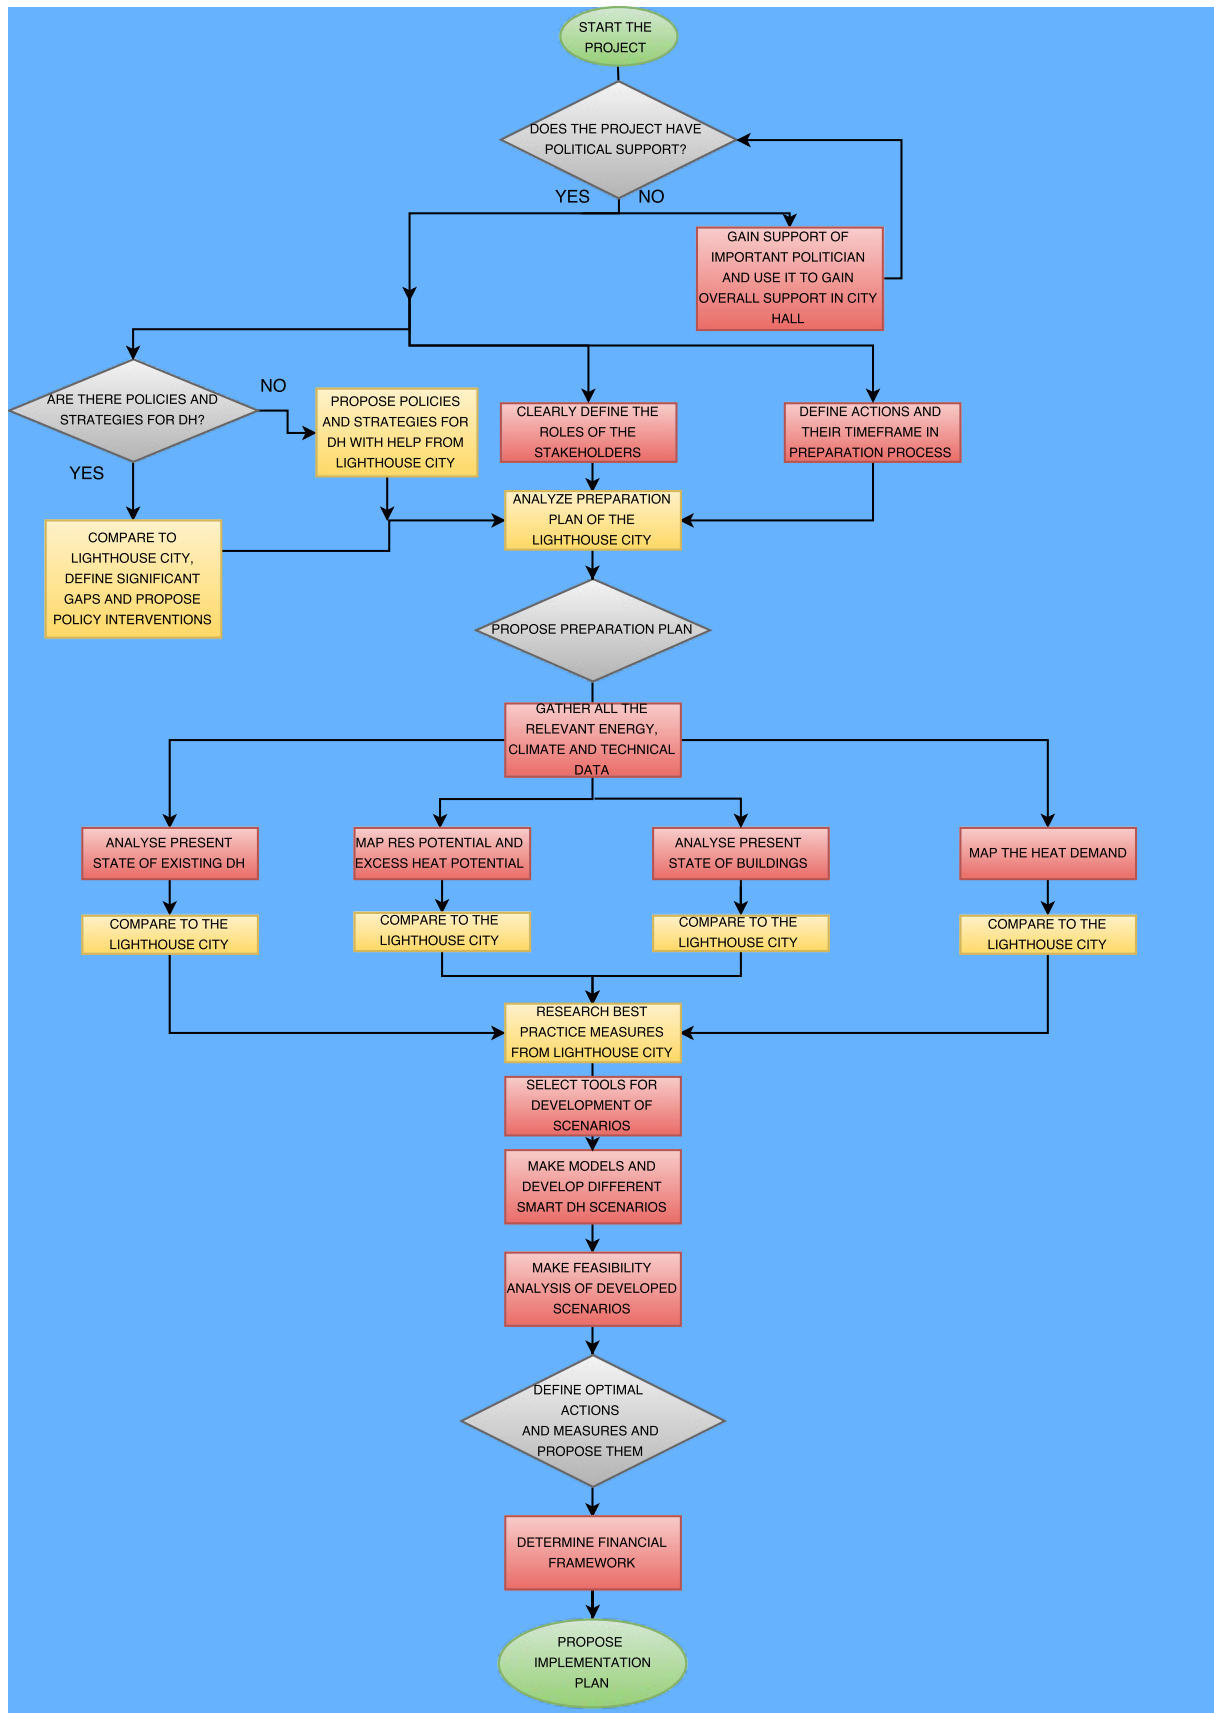 START THE
PROJECT
DOES THE PROJECT HAVE
POLITICAL SUPPORT?
YES
NO
GAIN SUPPORT OF
IMPORTANT POLITICIAN
AND USE IT TO GAIN
OVERALL SUPPORT IN CITY
HALL
ARE THERE POLICIES AND
STRATEGIES FOR DH?
NO
YES
PROPOSE POLICIES
AND STRATEGIES FOR
DH WITH HELP FROM
LIGHTHOUSE CITY
CLEARLY DEFINE THE
ROLES OF THE
STAKEHOLDERS
DEFINE ACTIONS AND
THEIR TIMEFRAME IN
PREPARATION PROCESS
COMPARE TO
LIGHTHOUSE CITY,
DEFINE SIGNIFICANT
GAPS AND PROPOSE
POLICY INTERVENTIONS
ANALYZE PREPARATION
PLAN OF THE
LIGHTHOUSE CITY
PROPOSE PREPARATION PLAN
GATHER ALL THE
RELEVANT ENERGY,
CLIMATE AND TECHNICAL
DATA
ANALYSE PRESENT
STATE OF EXISTING DH
MAP RES POTENTIAL AND
EXCESS HEAT POTENTIAL
ANALYSE PRESENT
STATE OF BUILDINGS
MAP THE HEAT DEMAND
COMPARE TO THE
LIGHTHOUSE CITY
COMPARE TO THE
LIGHTHOUSE CITY
COMPARE TO THE
LIGHTHOUSE CITY
COMPARE TO THE
LIGHTHOUSE CITY
RESEARCH BEST
PRACTICE MEASURES
FROM LIGHTHOUSE CITY
SELECT TOOLS FOR
DEVELOPMENT OF
SCENARIOS
MAKE MODELS AND
DEVELOP DIFFERENT
SMART DH SCENARIOS
MAKE FEASIBILITY
ANALYSIS OF DEVELOPED
SCENARIOS
DEFINE OPTIMAL
ACTIONS
AND MEASURES AND
PROPOSE THEM
DETERMINE FINANCIAL
FRAMEWORK
PROPOSE
IMPLEMENTATION
PLAN